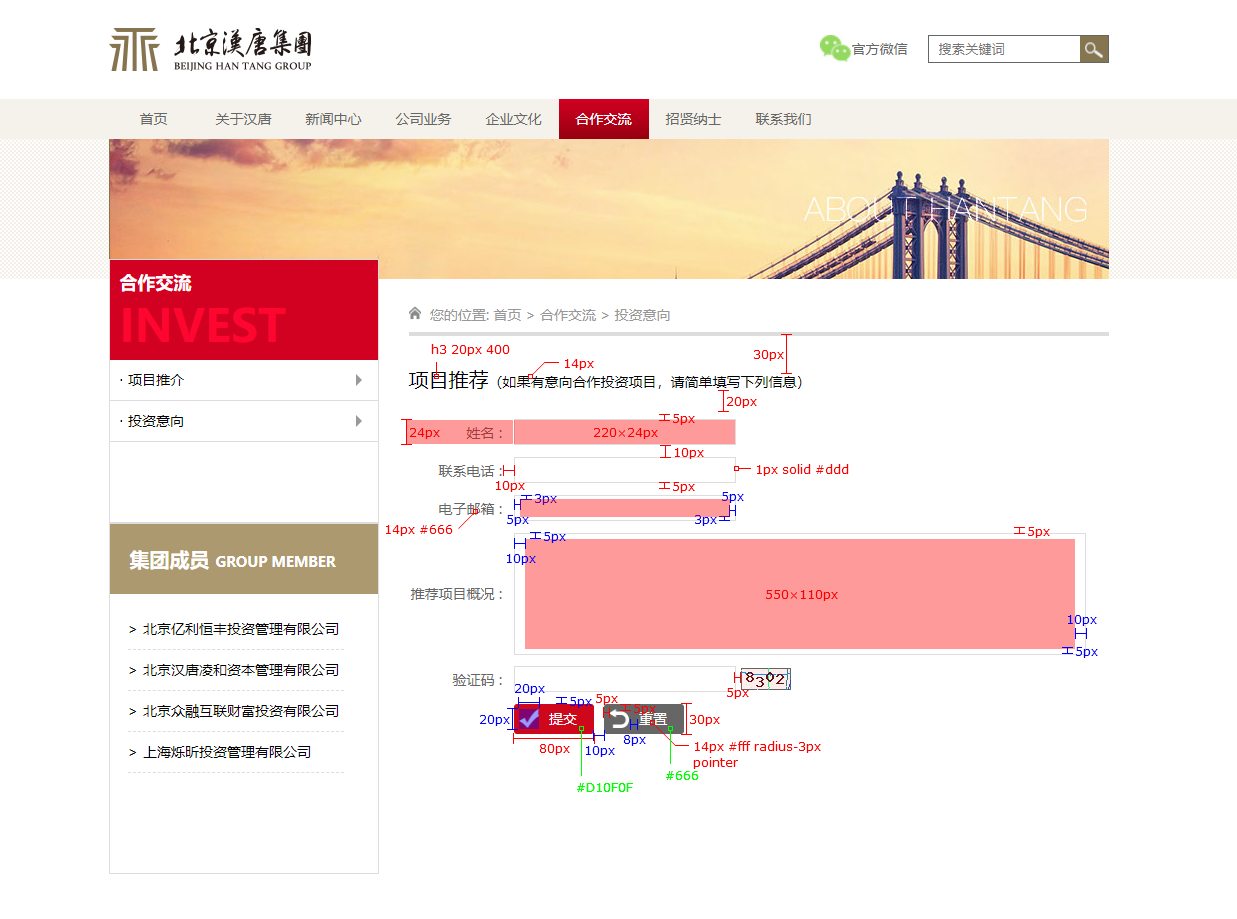 北京漢唐集團
BEIJING HAN TANG GROUP
官方微信
搜索关键词
首页 关于汉唐 新闻中心 公司业务 企业文化 合作交流 招贤纳士 联系我们
ABOUT HANTANG
合作交流
INVEST
· 项目推介
· 投资意向
集团成员 GROUP MEMBER
> 北京亿利恒丰投资管理有限公司
> 北京汉唐凌和资本管理有限公司
> 北京众融互联财富投资有限公司
> 上海烁昕投资管理有限公司
您的位置: 首页 > 合作交流 > 投资意向
h3 20px 400
14px
30px
项目推荐（如果有意向合作投资项目，请简单填写下列信息）
20px
5px
24px 姓名： 220×24px
10px
联系电话： 1px solid #ddd
10px 5px
3px 5px
电子邮箱：
5px 3px
14px #666
5px 5px
10px
推荐项目概况： 550×110px
10px
5px
验证码： 8302
20px 5px
5px 5px 5px
20px 提交 重置 30px
80px 10px 8px 14px #fff radius-3px
pointer
#666
#D10F0F